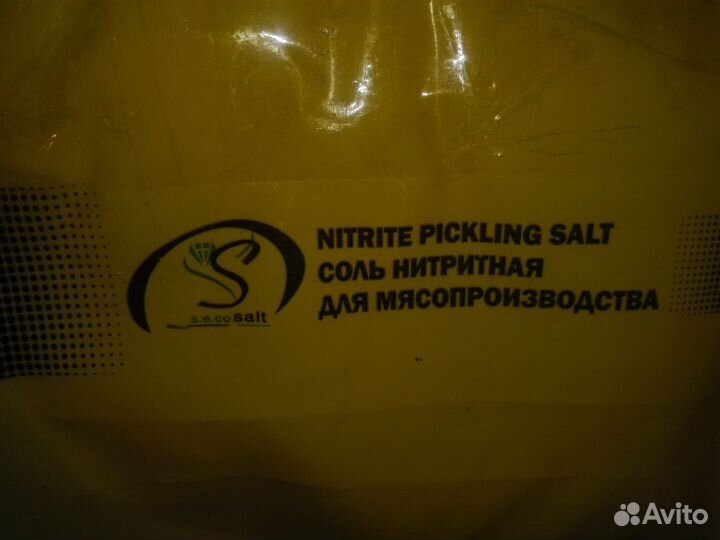 NITRITE PICKLING SALT
СОЛЬ НИТРИТНАЯ
ДЛЯ МЯСОПРОИЗВОДСТВА
S
s.e.co.salt
Avito